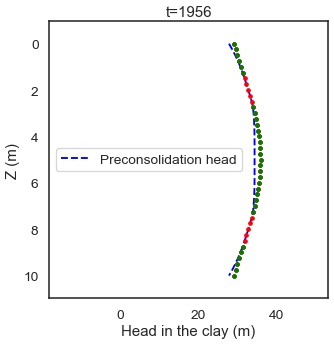 t=1956
Z (m)
0
2
4
6
8
10
Preconsolidation head
0
20
40
Head in the clay (m)